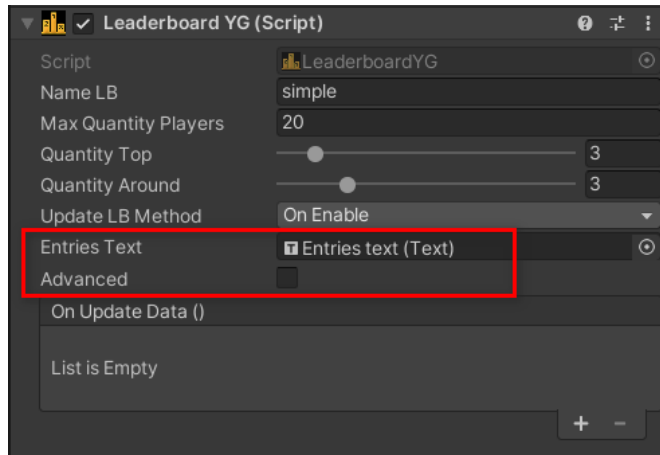 Leaderboard YG (Script)
Script LeaderboardYG
Name LB simple
Max Quantity Players 20
Quantity Top 3
Quantity Around 3
Update LB Method On Enable
Entries Text Entries text (Text)
Advanced
On Update Data ()
List is Empty